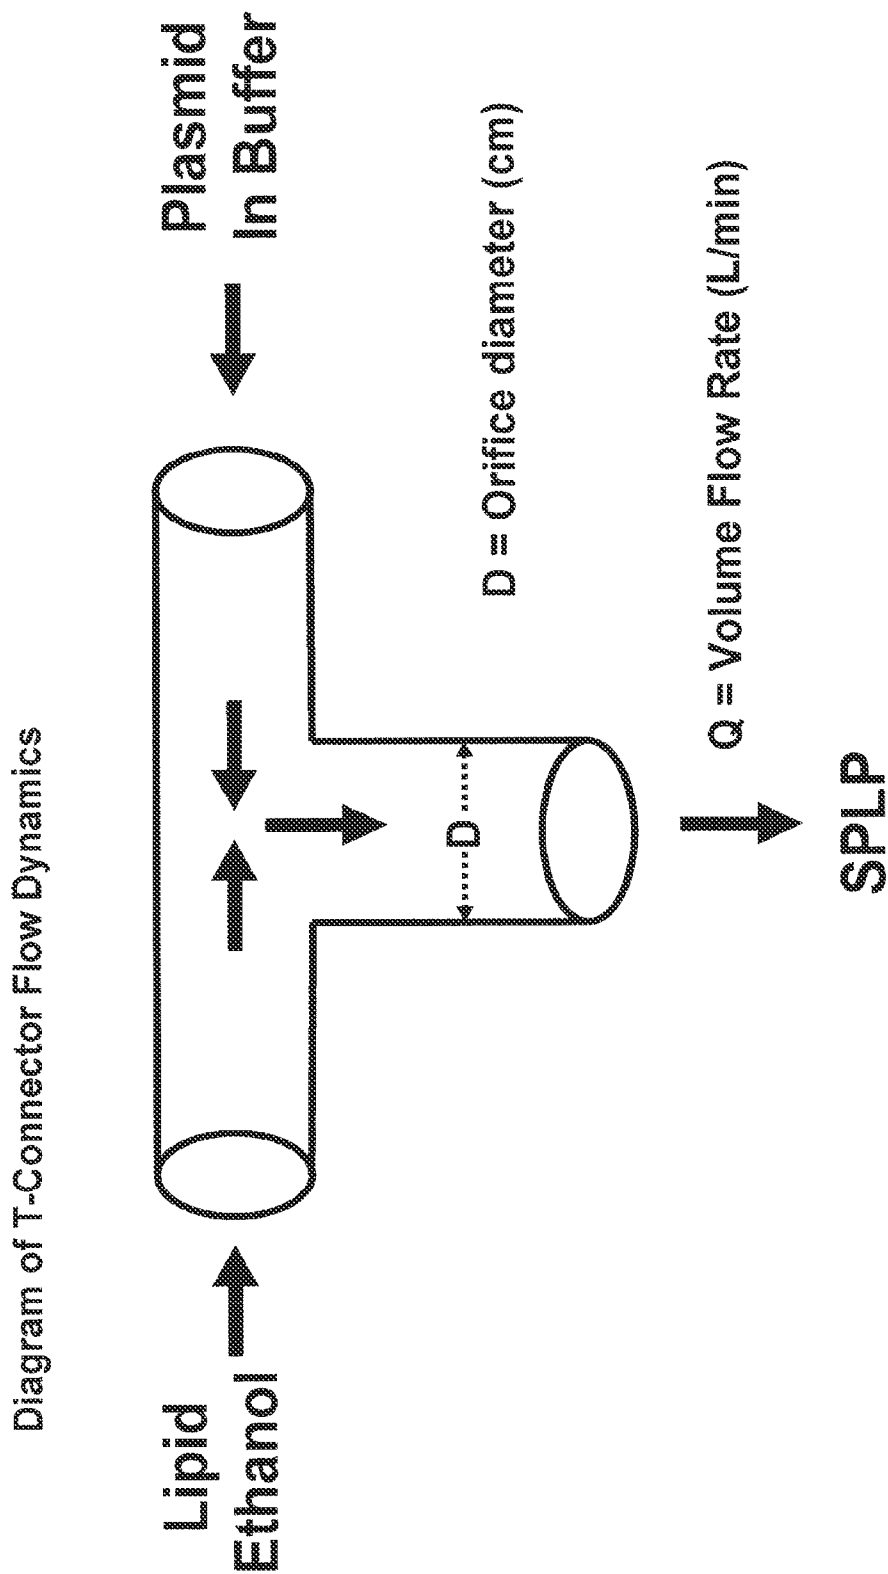 Diagram of T-Connector Flow Dynamics
Lipid
Ethanol
Plasmid
in Buffer
D
D = Orifice diameter (cm)
Q = Volume Flow Rate (L/min)
SPLP